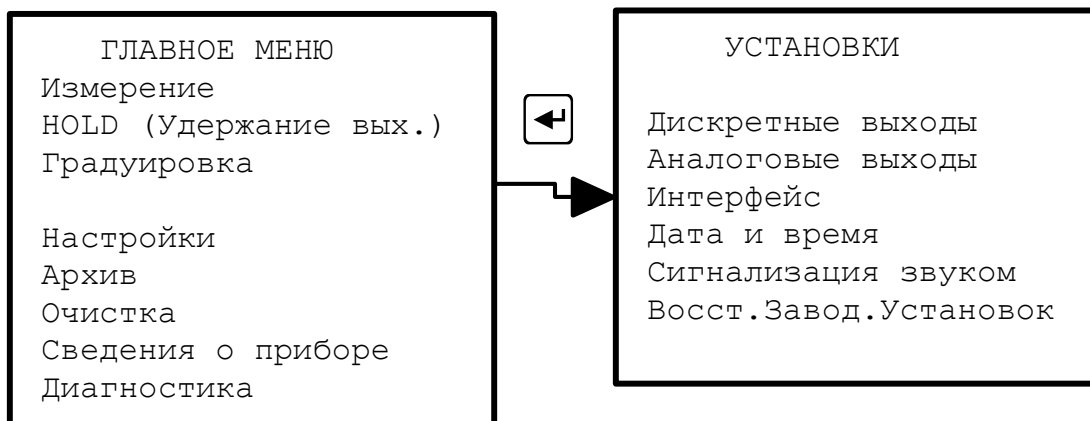 ГЛАВНОЕ МЕНЮ
Измерение
HOLD (Удержание вых.)
Градуировка
Настройки
Архив
Очистка
Сведения о приборе
Диагностика
УСТАНОВКИ
Дискретные выходы
Аналоговые выходы
Интерфейс
Дата и время
Сигнализация звуком
Восст.Завод.Установок